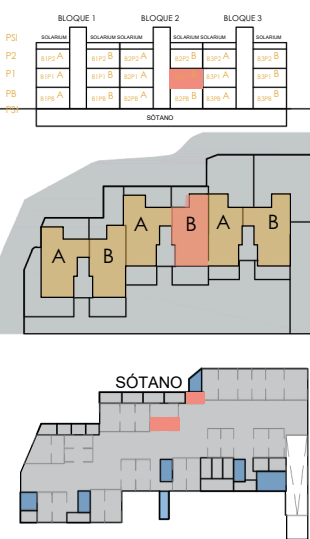 BLOQUE 1 BLOQUE 2 BLOQUE 3
PSI SOLARIUM SOLARIUM SOLARIUM SOLARIUM SOLARIUM SOLARIUM
P2 B1P2 A B1P2 B B2P2 A B2P2 B B3P2 A B3P2 B
P1 B1P1 A B1P1 B B2P1 A B3P1 A B3P1 B
PB B1PB A B1PB B B2PB A B2PB B B3PB A B3PB B
PSI
SÓTANO
A B A B A B
SÓTANO